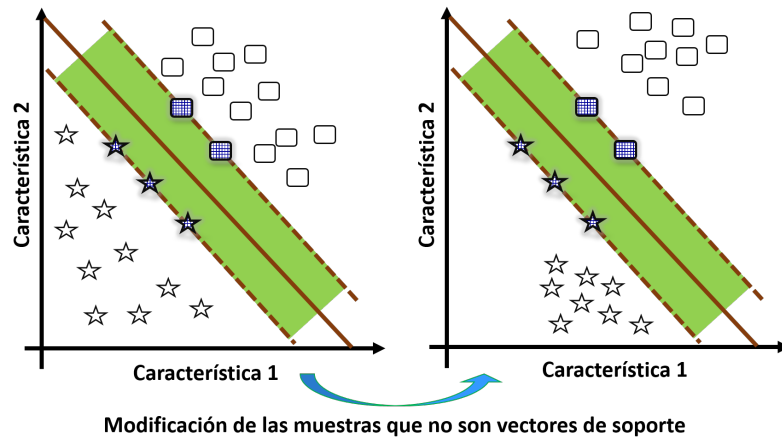 Característica 2
Característica 1
Característica 2
Característica 1
Modificación de las muestras que no son vectores de soporte